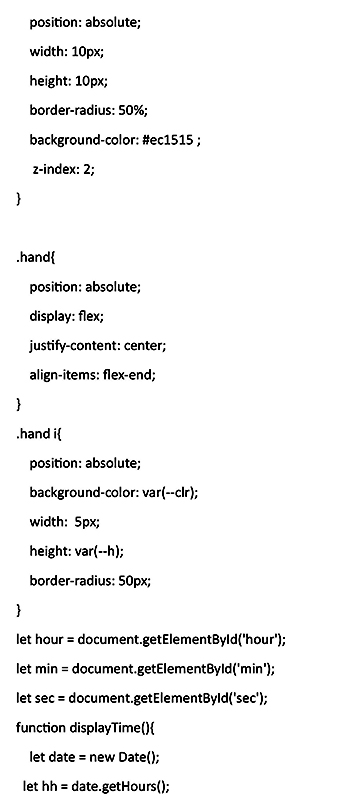 position: absolute;
width: 10px;
height: 10px;
border-radius: 50%;
background-color: #ec1515 ;
z-index: 2;
}
.hand{
position: absolute;
display: flex;
justify-content: center;
align-items: flex-end;
}
.hand i{
position: absolute;
background-color: var(--clr);
width:  5px;
height: var(--h);
border-radius: 50px;
}
let hour = document.getElementById('hour');
let min = document.getElementById('min');
let sec = document.getElementById('sec');
function displayTime(){
let date = new Date();
let hh = date.getHours();